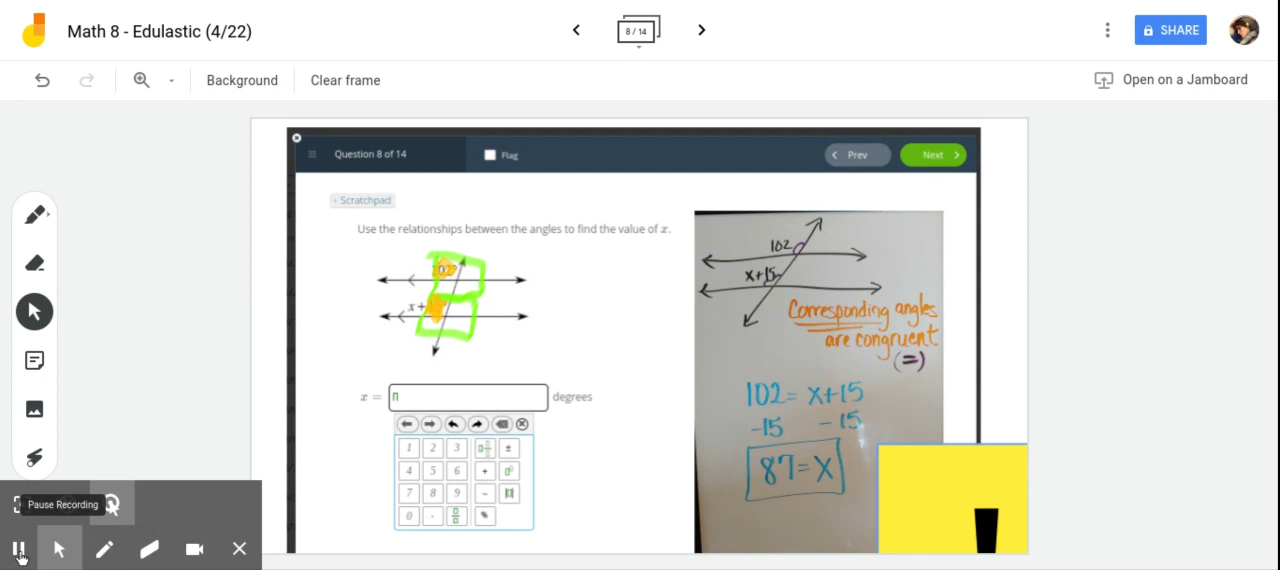 Math 8 - Edulastic (4/22)
8 / 14
SHARE
Background
Clear frame
Open on a Jamboard
Question 8 of 14
Flag
Prev
Next
+ Scratchpad
Use the relationships between the angles to find the value of x.
x +
x =
degrees
1 2 3
4 5 6 +
7 8 9 −
0 . %
102
x+15
Corresponding angles
are congruent
(=)
102 = x+15
-15 -15
87 = x
!
Pause Recording